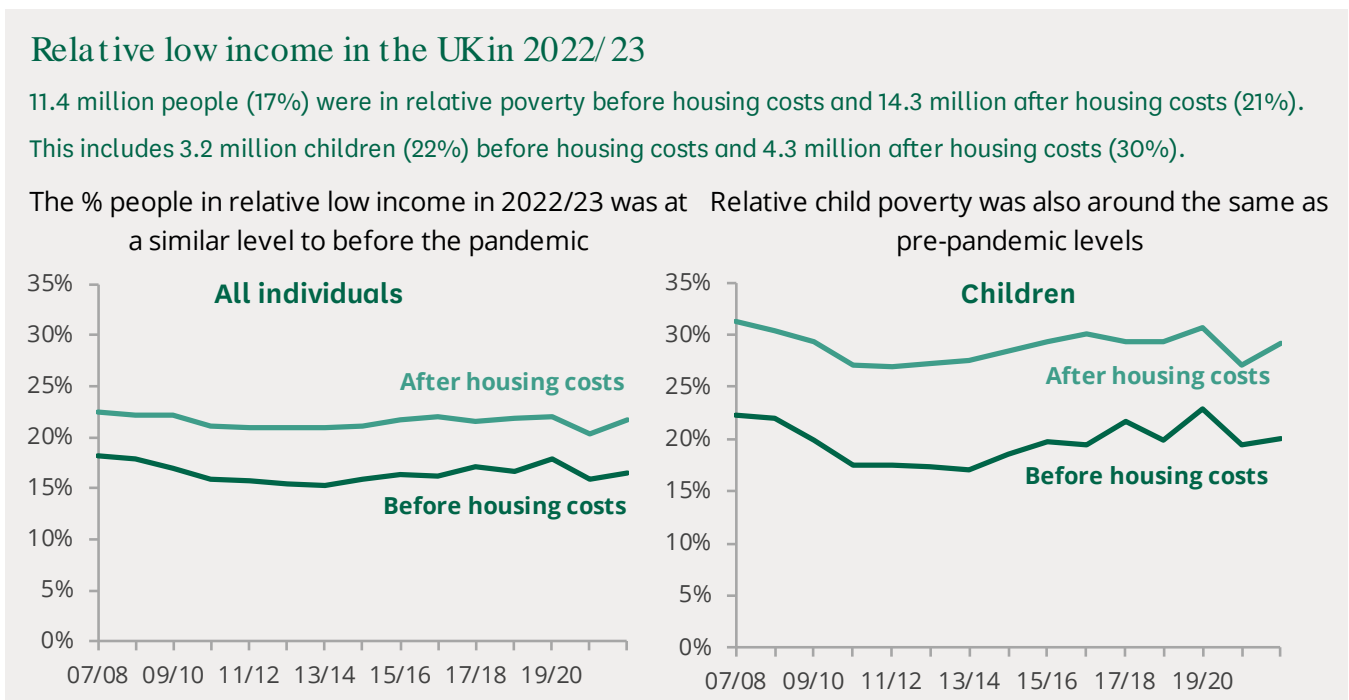 Relative low income in the UK in 2022/23
11.4 million people (17%) were in relative poverty before housing costs and 14.3 million after housing costs (21%).
This includes 3.2 million children (22%) before housing costs and 4.3 million after housing costs (30%).
The % people in relative low income in 2022/23 was at
a similar level to before the pandemic
35%
All individuals
30%
25%
After housing costs
20%
15%
Before housing costs
10%
5%
0%
07/08 09/10 11/12 13/14 15/16 17/18 19/20
Relative child poverty was also around the same as
pre-pandemic levels
35%
Children
30%
After housing costs
25%
20%
Before housing costs
15%
10%
5%
0%
07/08 09/10 11/12 13/14 15/16 17/18 19/20